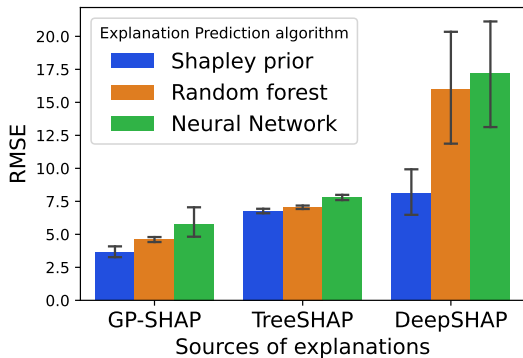 Explanation Prediction algorithm
Shapley prior
Random forest
Neural Network
RMSE
20.0
17.5
15.0
12.5
10.0
7.5
5.0
2.5
0.0
GP-SHAP TreeSHAP DeepSHAP
Sources of explanations